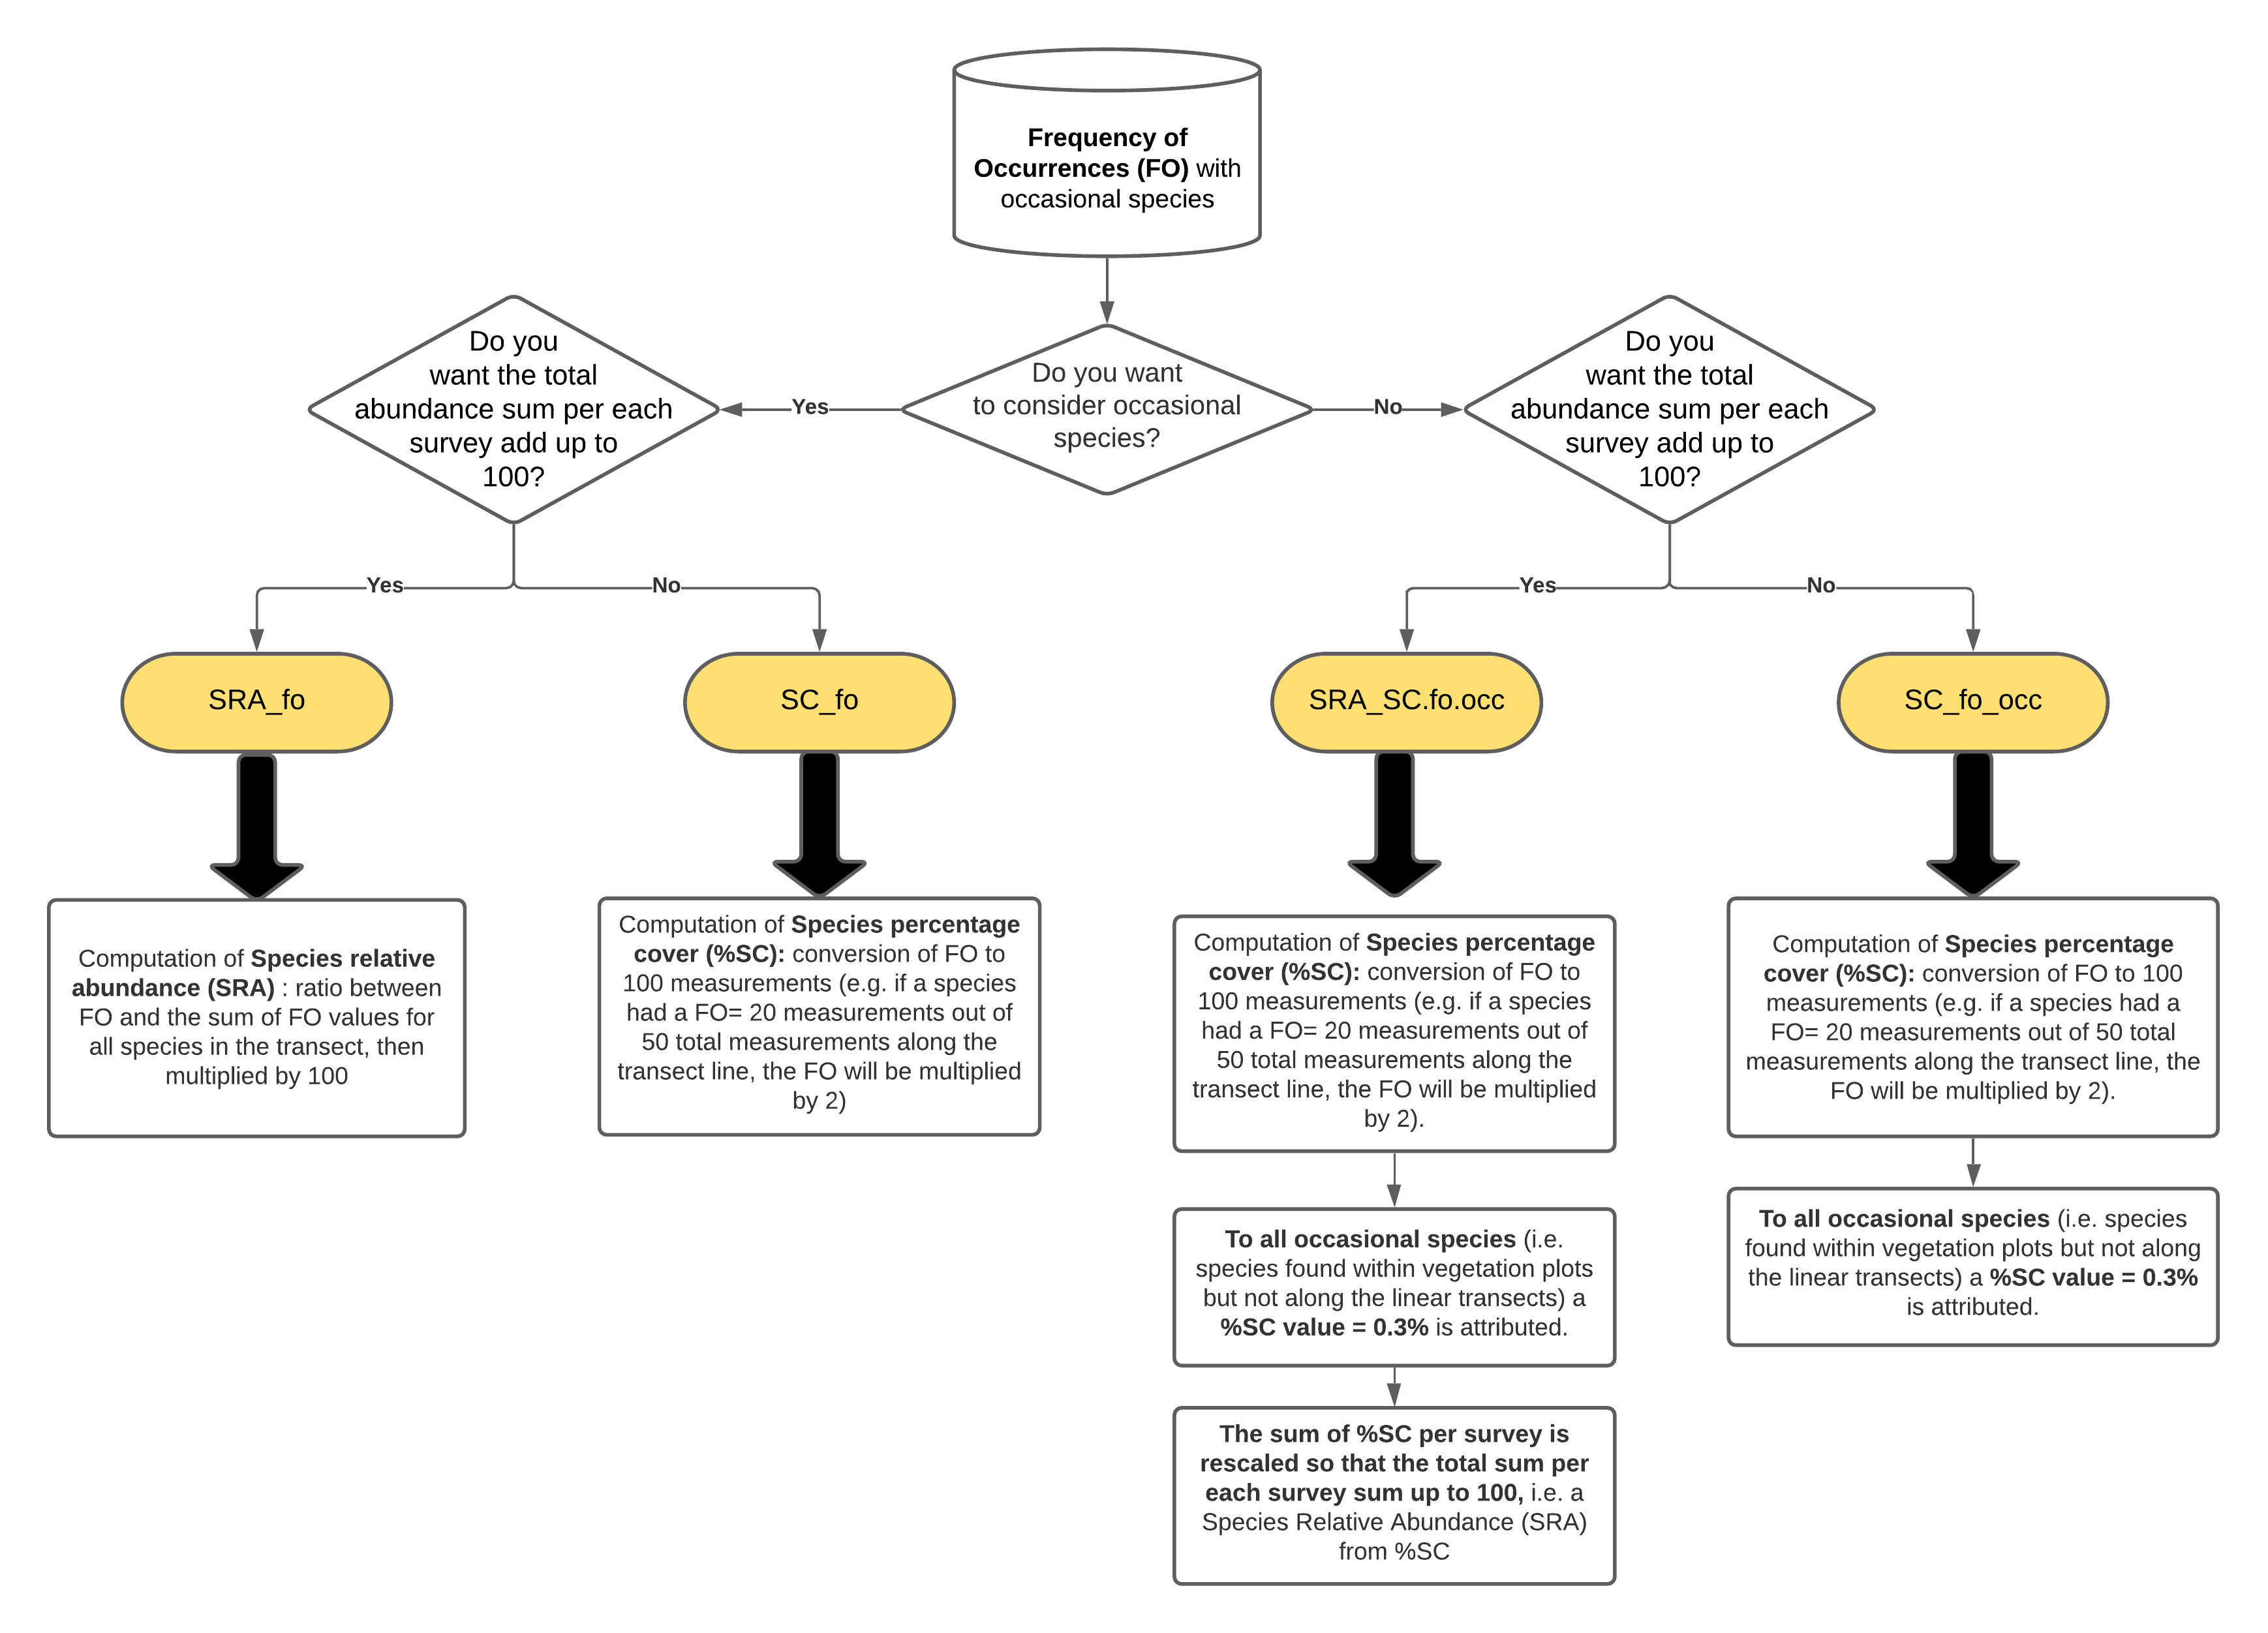 Frequency of
Occurrences (FO) with
occasional species
Do you
want the total
abundance sum per each
survey add up to
100?
Yes
Do you want
to consider occasional
species?
No
Do you
want the total
abundance sum per each
survey add up to
100?
Yes
No
Yes
No
SRA_fo
SC_fo
SRA_SC.fo.occ
SC_fo_occ
Computation of Species relative
abundance (SRA) : ratio between
FO and the sum of FO values for
all species in the transect, then
multiplied by 100
Computation of Species percentage
cover (%SC): conversion of FO to
100 measurements (e.g. if a species
had a FO= 20 measurements out of
50 total measurements along the
transect line, the FO will be multiplied
by 2)
Computation of Species percentage
cover (%SC): conversion of FO to
100 measurements (e.g. if a species
had a FO= 20 measurements out of
50 total measurements along the
transect line, the FO will be multiplied
by 2).
Computation of Species percentage
cover (%SC): conversion of FO to 100
measurements (e.g. if a species had a
FO= 20 measurements out of 50 total
measurements along the transect line, the
FO will be multiplied by 2).
To all occasional species (i.e.
species found within vegetation plots
but not along the linear transects) a
%SC value = 0.3% is attributed.
To all occasional species (i.e. species
found within vegetation plots but not along
the linear transects) a %SC value = 0.3%
is attributed.
The sum of %SC per survey is
rescaled so that the total sum per
each survey sum up to 100, i.e. a
Species Relative Abundance (SRA)
from %SC